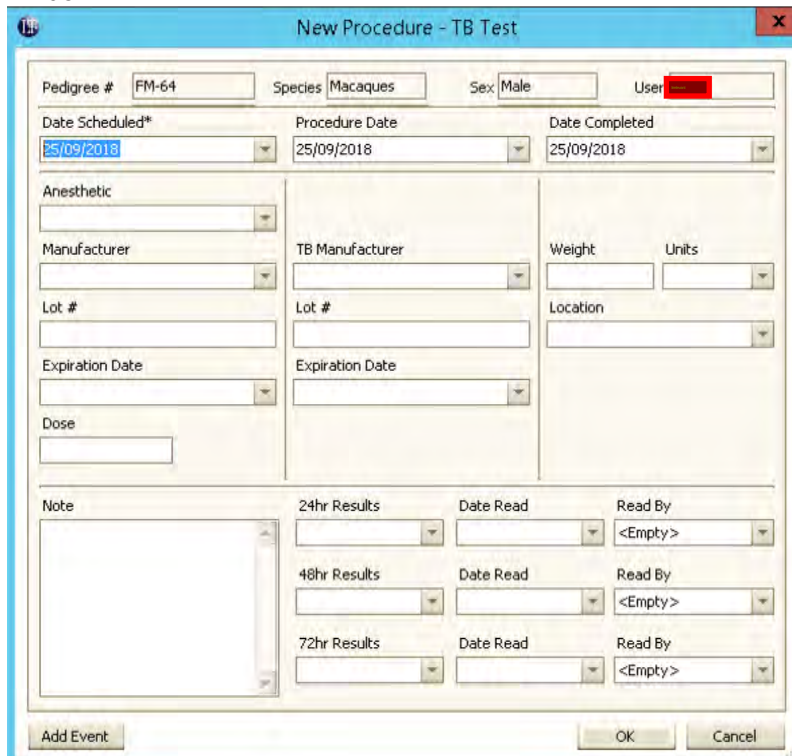 New Procedure - TB Test
x
Pedigree # FM-64 Species Macaques Sex Male User
Date Scheduled* Procedure Date Date Completed
25/09/2018 25/09/2018 25/09/2018
Anesthetic
Manufacturer TB Manufacturer Weight Units
Lot # Lot # Location
Expiration Date Expiration Date
Dose
Note 24hr Results Date Read Read By
<Empty>
48hr Results Date Read Read By
<Empty>
72hr Results Date Read Read By
<Empty>
Add Event OK Cancel